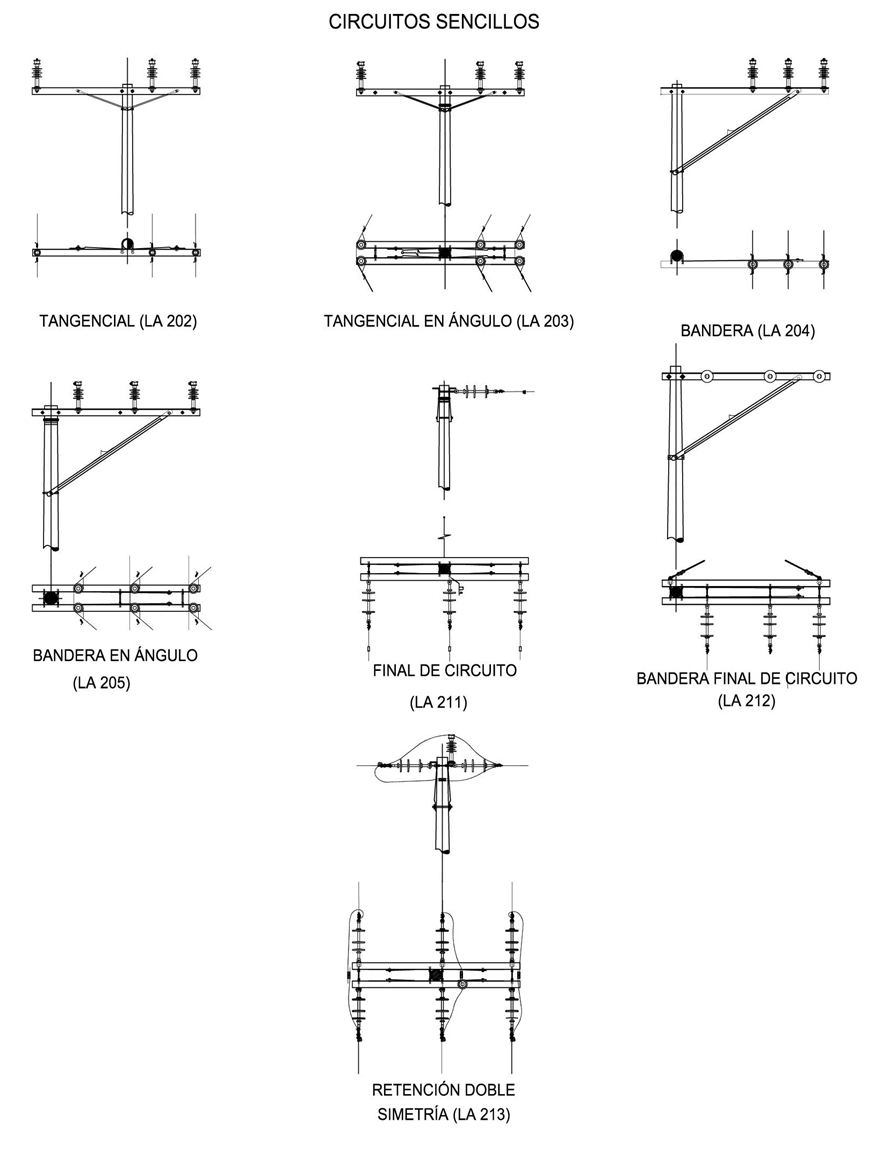 CIRCUITOS SENCILLOS
TANGENCIAL (LA 202)
TANGENCIAL EN ÁNGULO (LA 203)
BANDERA (LA 204)
BANDERA EN ÁNGULO
(LA 205)
FINAL DE CIRCUITO
(LA 211)
BANDERA FINAL DE CIRCUITO
(LA 212)
RETENCIÓN DOBLE
SIMETRÍA (LA 213)